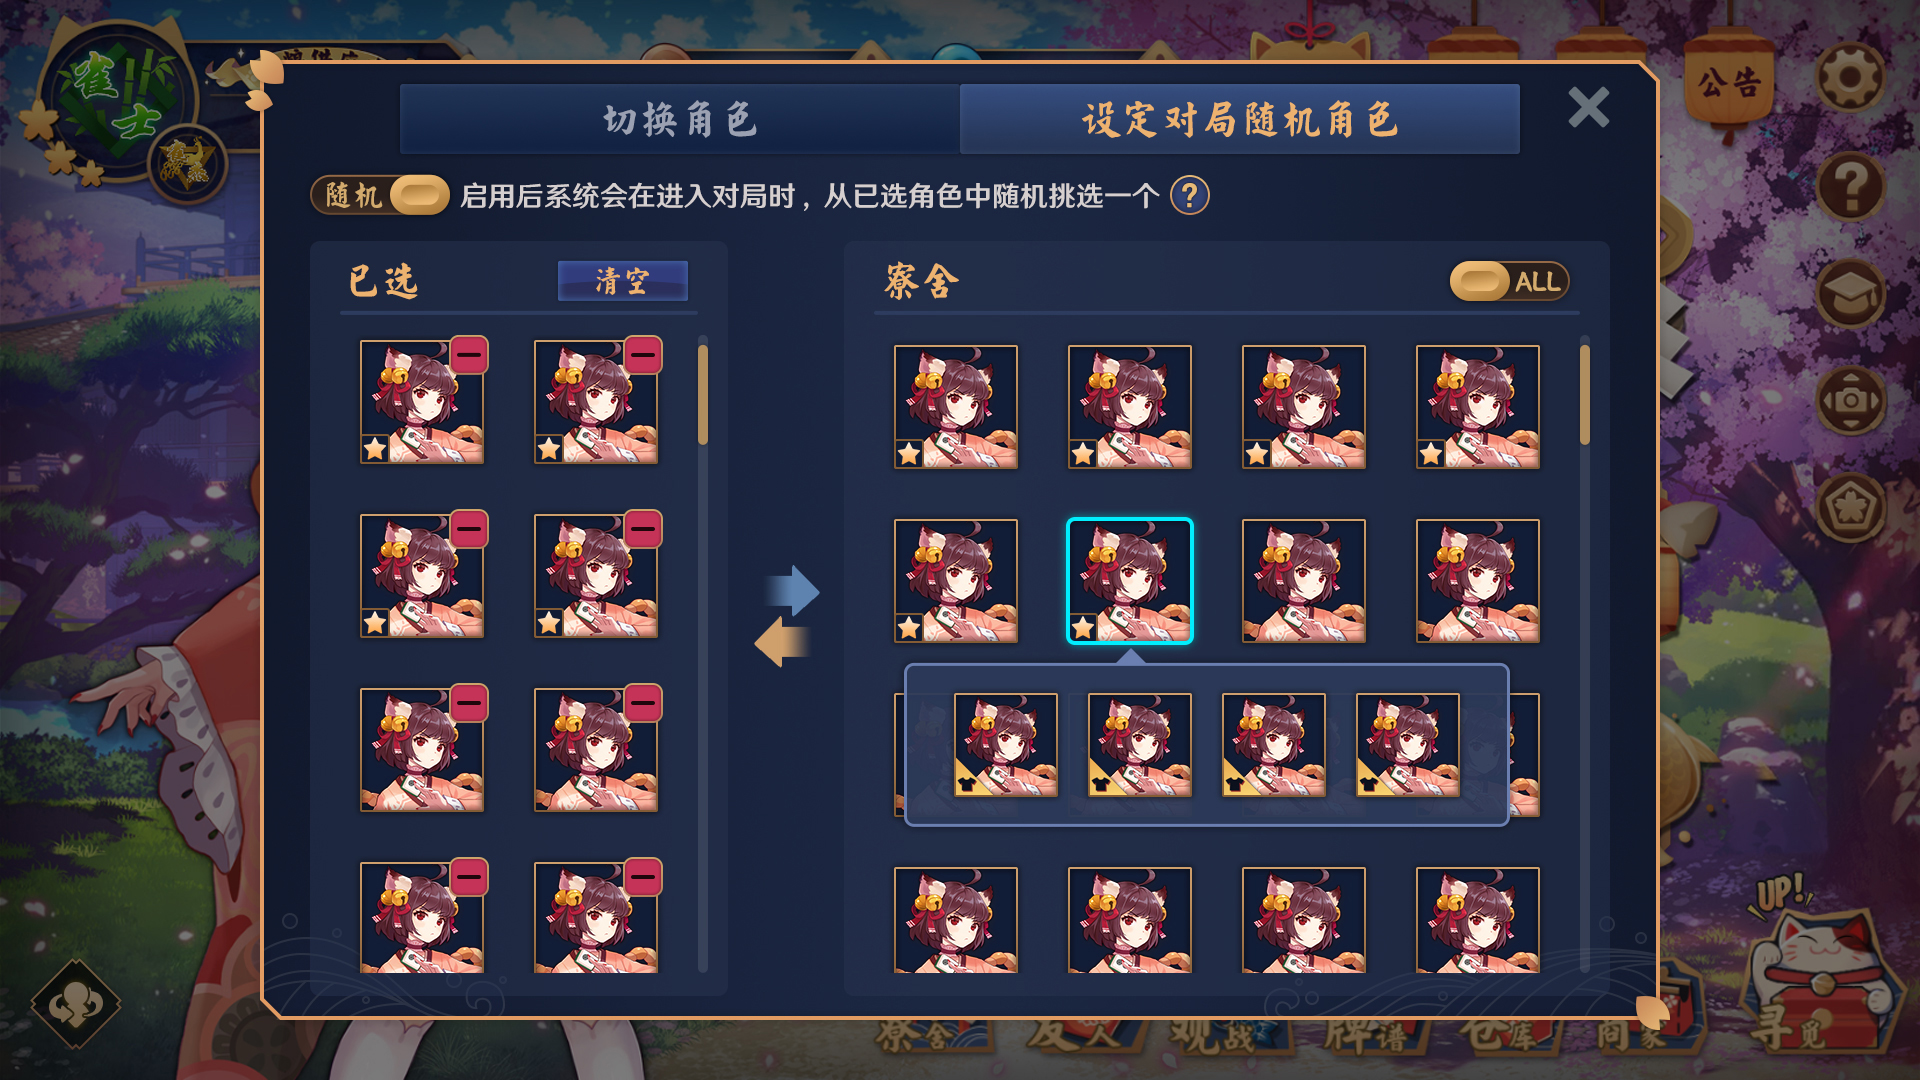 雀士
公告
切换角色
设定对局随机角色
随机
启用后系统会在进入对局时，从已选角色中随机挑选一个
?
已选
清空
寮舍
ALL
UP!
寮舍
友人
观战
牌谱
仓库
商家
寻觅